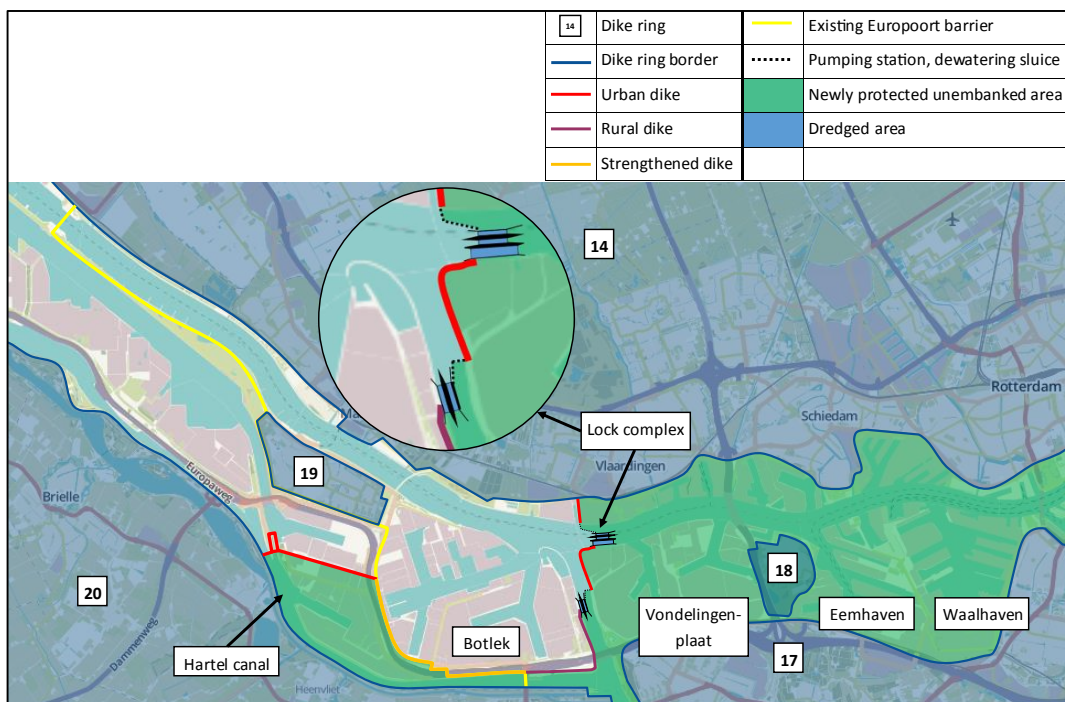 14 Dike ring Existing Europoort barrier
Dike ring border Pumping station, dewatering sluice
Urban dike Newly protected unembanked area
Rural dike Dredged area
Strengthened dike
14
Rotterdam
Schiedam
Lock complex
Vlaardingen
Europaweg
19
Brielle
20
18
Dammenweg
Vondelingen-
plaat
Eemhaven
Waalhaven
Botlek
17
Hartel canal
Heenvliet